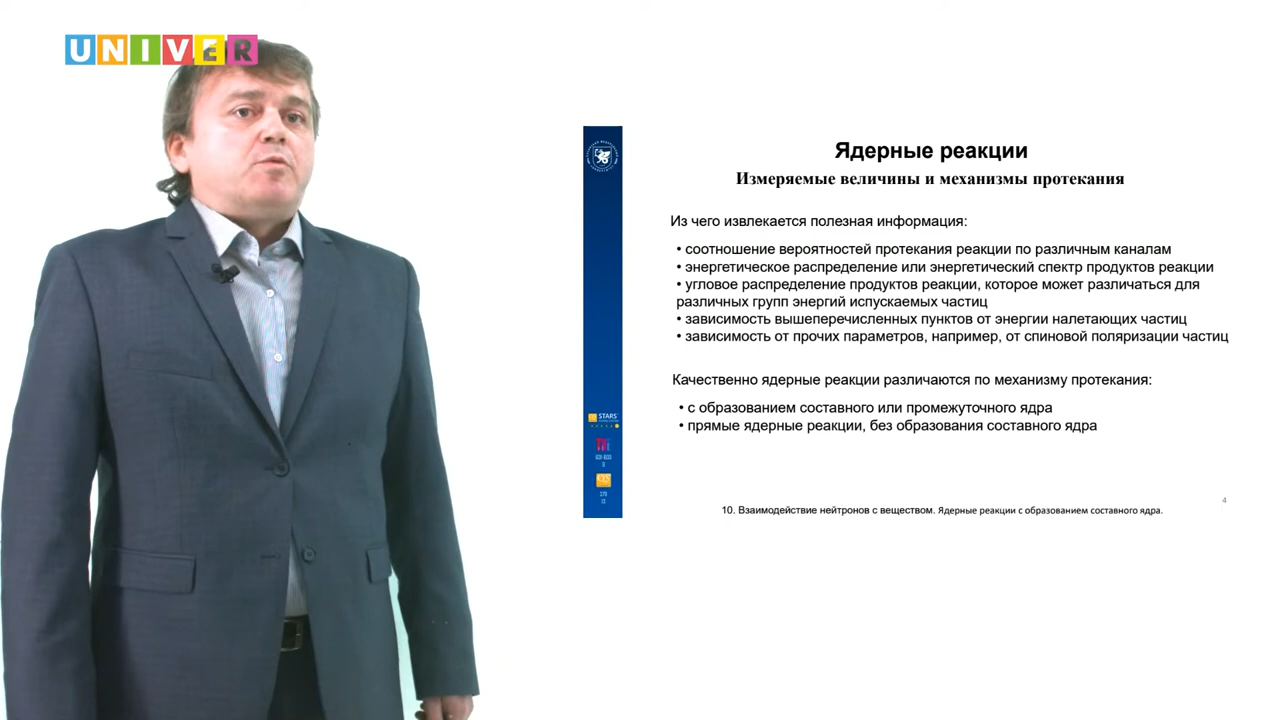 UNIVER
Ядерные реакции
Измеряемые величины и механизмы протекания
Из чего извлекается полезная информация:
• соотношение вероятностей протекания реакции по различным каналам
• энергетическое распределение или энергетический спектр продуктов реакции
• угловое распределение продуктов реакции, которое может различаться для
различных групп энергий испускаемых частиц
• зависимость вышеперечисленных пунктов от энергии налетающих частиц
• зависимость от прочих параметров, например, от спиновой поляризации частиц
Качественно ядерные реакции различаются по механизму протекания:
• с образованием составного или промежуточного ядра
• прямые ядерные реакции, без образования составного ядра
STARS
4
10. Взаимодействие нейтронов с веществом. Ядерные реакции с образованием составного ядра.